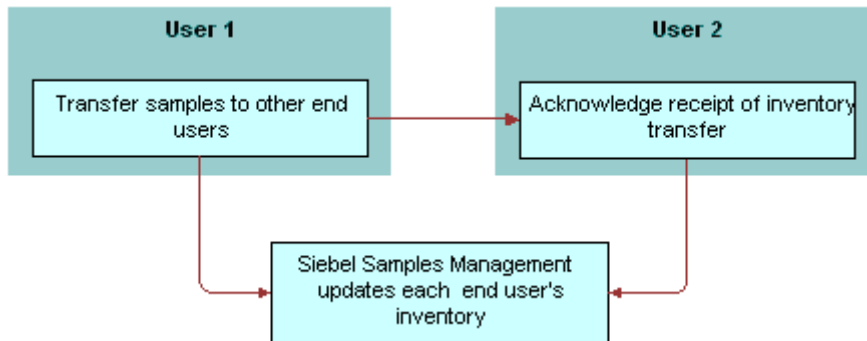 User 1
User 2
Transfer samples to other end
users
Acknowledge receipt of inventory
transfer
Siebel Samples Management
updates each end user's
inventory